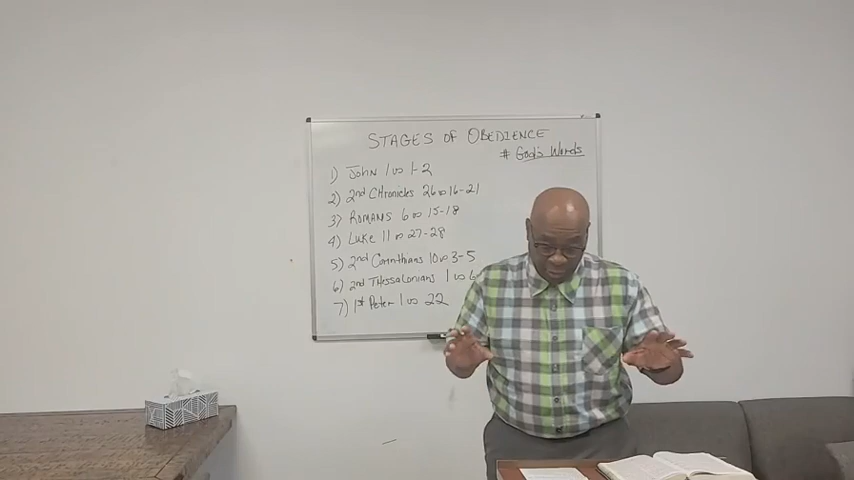 STAGES of OBEDIENCE
# God's Words
1) John 1 vs 1-2
2) 2nd CHronicles 26 vs 16-21
3) ROMANS 6 vs 15-18
4) Luke 11 vs 27-28
5) 2nd Corinthians 10 vs 3-5
6) 2nd THessalonians 1 vs
7) 1st Peter 1 vs 22